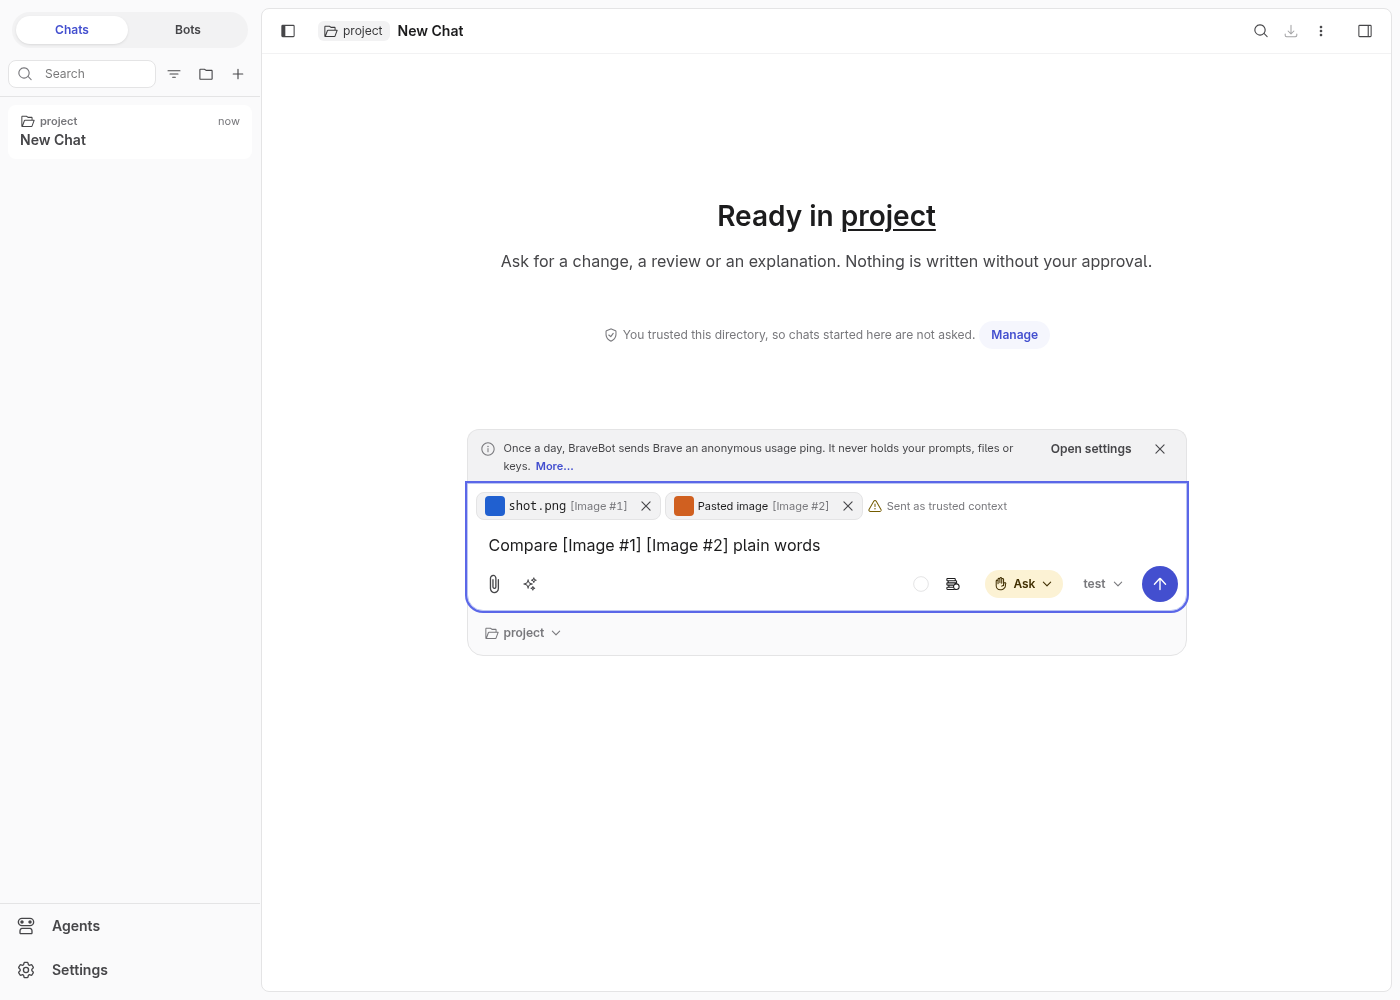 Chats
Bots
Search
project
now
New Chat
Agents
Settings
project
New Chat
Ready in project
Ask for a change, a review or an explanation. Nothing is written without your approval.
You trusted this directory, so chats started here are not asked. Manage
Once a day, BraveBot sends Brave an anonymous usage ping. It never holds your prompts, files or
keys. More...
Open settings
shot.png [Image #1]
Pasted image [Image #2]
Sent as trusted context
Compare [Image #1] [Image #2] plain words
Ask
test
project